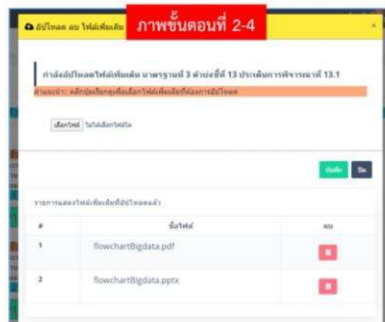 ภาพขั้นตอนที่ 2-4
อัปโหลด ลบ ไฟล์เพิ่มเติม
×
กำลังอัปโหลดไฟล์เพิ่มเติม มาตรฐานที่ 3 ตัวบ่งชี้ที่ 13 ประเด็นการพิจารณาที่ 13.1
คำแนะนำ: คลิกปุ่มเรียกดูเพื่อเลือกไฟล์เพิ่มเติมที่ต้องการอัปโหลด
เลือกไฟล์ ไม่ได้เลือกไฟล์ใด
บันทึก ปิด
รายการแสดงไฟล์เพิ่มเติมที่อัปโหลดแล้ว
# ชื่อไฟล์ ลบ
1 flowchartBigdata.pdf
2 flowchartBigdata.pptx